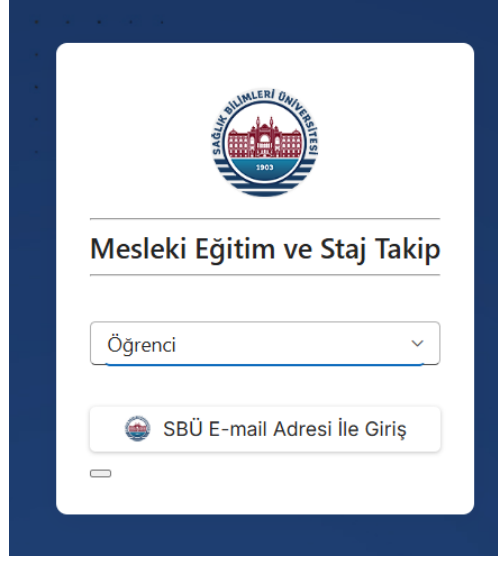 SAĞLIK BİLİMLERİ ÜNİVERSİTESİ
1903
Mesleki Eğitim ve Staj Takip
Öğrenci
SBÜ E-mail Adresi İle Giriş